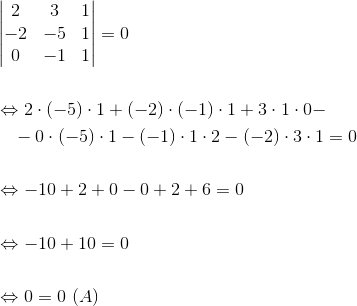 | 2 3 1 |
| −2 −5 1 | = 0
| 0 −1 1 |
⇔ 2 · (−5) · 1 + (−2) · (−1) · 1 + 3 · 1 · 0−
− 0 · (−5) · 1 − (−1) · 1 · 2 − (−2) · 3 · 1 = 0
⇔ −10 + 2 + 0 − 0 + 2 + 6 = 0
⇔ −10 + 10 = 0
⇔ 0 = 0 (A)